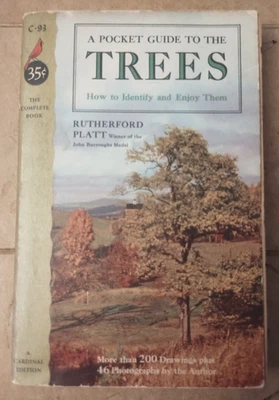 C-93
35¢
THE
COMPLETE
BOOK
A
CARDINAL
EDITION
A POCKET GUIDE TO THE
TREES
How to Identify and Enjoy Them
RUTHERFORD
PLATT Winner of the
John Burroughs Medal
More than 200 Drawings plus
46 Photographs by the Author